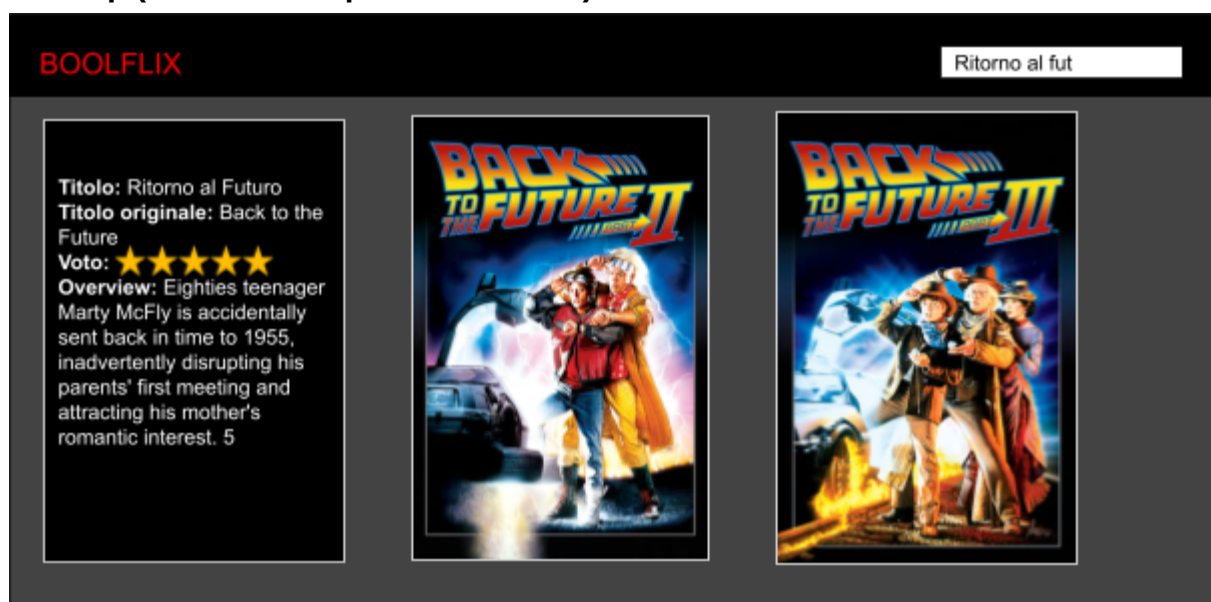 BOOLFLIX
Ritorno al fut
Titolo: Ritorno al Futuro
Titolo originale: Back to the
Future
Voto:
Overview: Eighties teenager
Marty McFly is accidentally
sent back in time to 1955,
inadvertently disrupting his
parents' first meeting and
attracting his mother's
romantic interest. 5
BACK
TO THE FUTURE
PART II
BACK
TO THE FUTURE
PART III